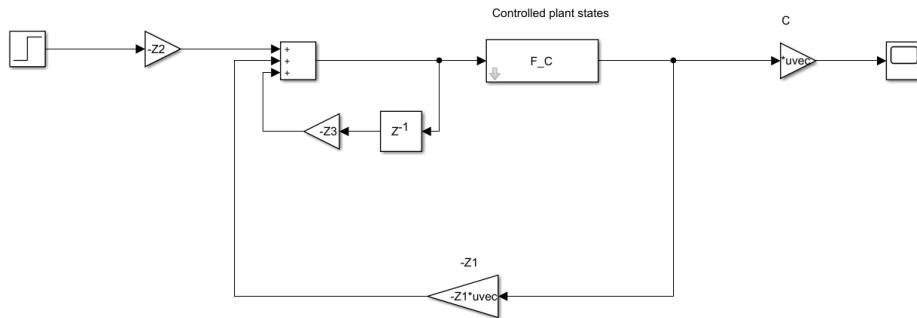 Controlled plant states
C
-Z2
+
+
+
F_C
*uvec
-Z3
Z-1
-Z1
-Z1*uvec